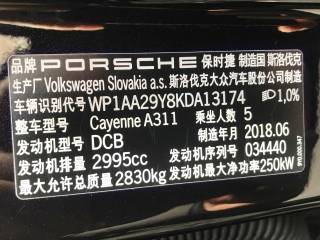 品牌 PORSCHE 保时捷 制造国 斯洛伐克
生产厂 Volkswagen Slovakia a.s. 斯洛伐克大众汽车股份公司制造
车辆识别代号 WP1AA29Y8KDA13174 1,0%
整车型号 Cayenne A311 乘坐人数 5
发动机型号 DCB 制造年月 2018.06
发动机排量 2995cc 发动机序列号 034440
最大允许总质量 2830kg 发动机最大净功率 250kW